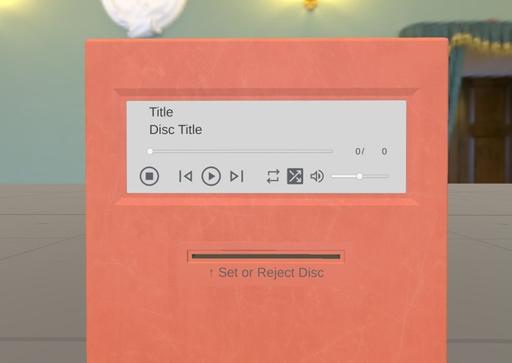 Title
Disc Title
0 / 0
↑ Set or Reject Disc